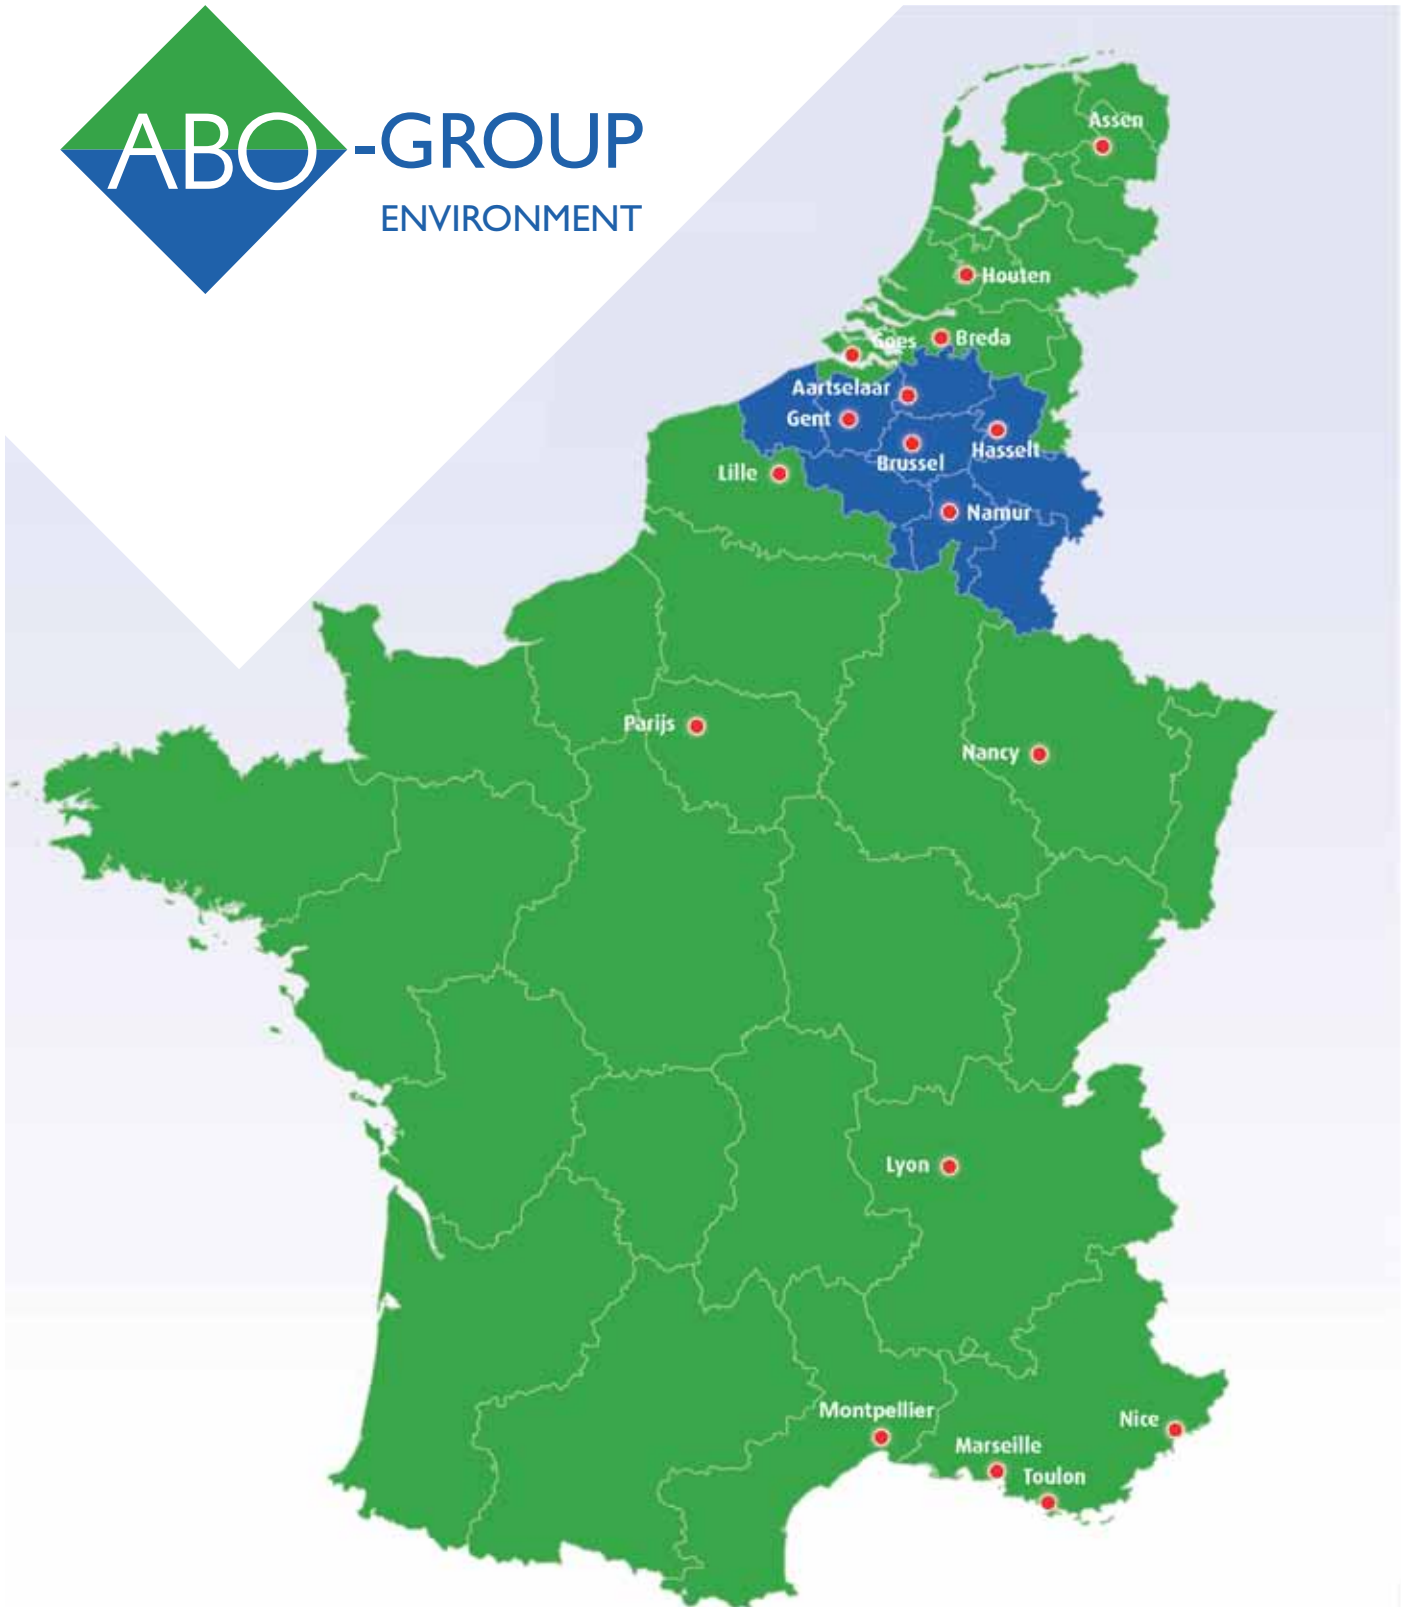 ABO-GROUP
ENVIRONMENT
Assen
Houten
Goes
Breda
Aartselaar
Gent
Hasselt
Brussel
Lille
Namur
Parijs
Nancy
Lyon
Montpellier
Nice
Marseille
Toulon